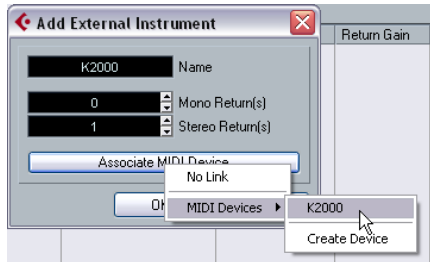 Add External Instrument
Return Gain
K2000 Name
0 Mono Return(s)
1 Stereo Return(s)
Associate MIDI Device
No Link
MIDI Devices K2000
Create Device